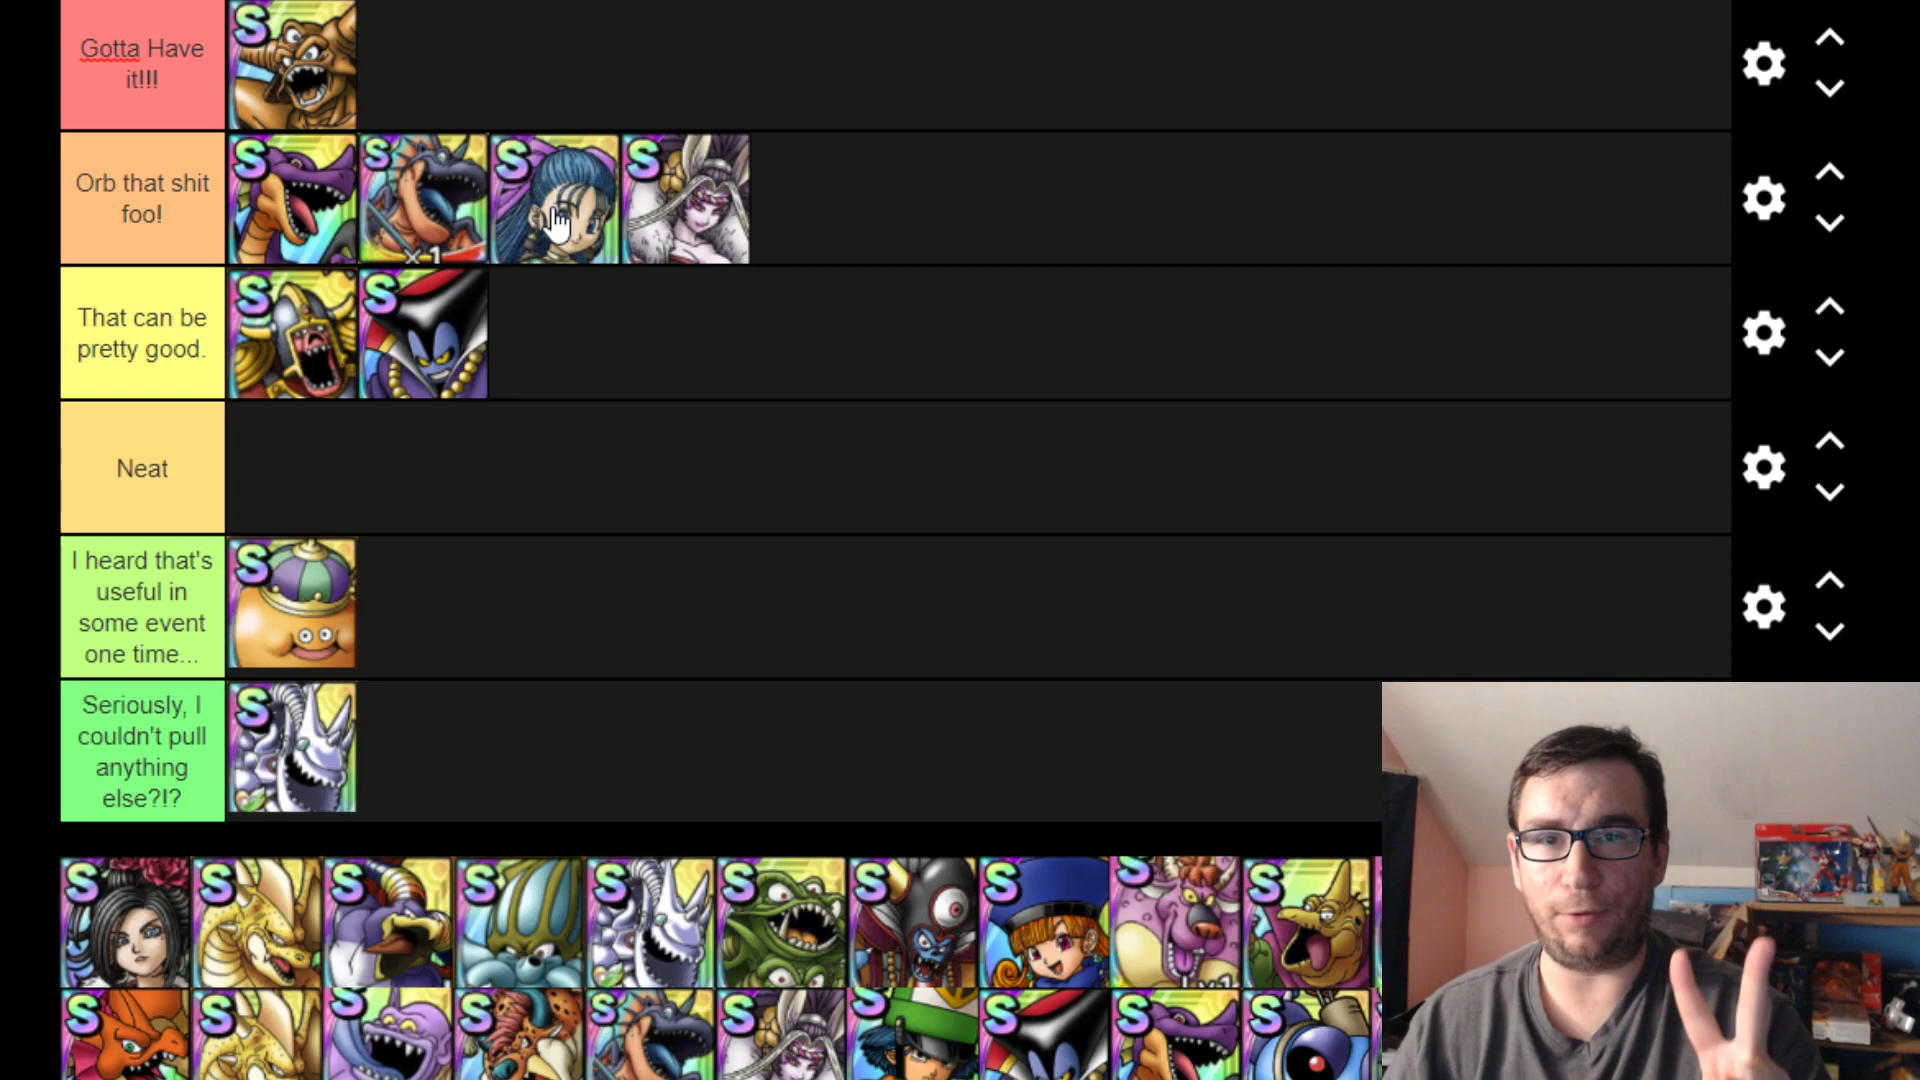 Gotta Have
it!!!
S
Orb that shit
foo!
S S S S
×1
That can be
pretty good.
S S
Neat
I heard that's
useful in
some event
one time...
S
Seriously, I
couldn't pull
anything
else?!?
S
S S S S S S S S S S
S S S S S S S S S S